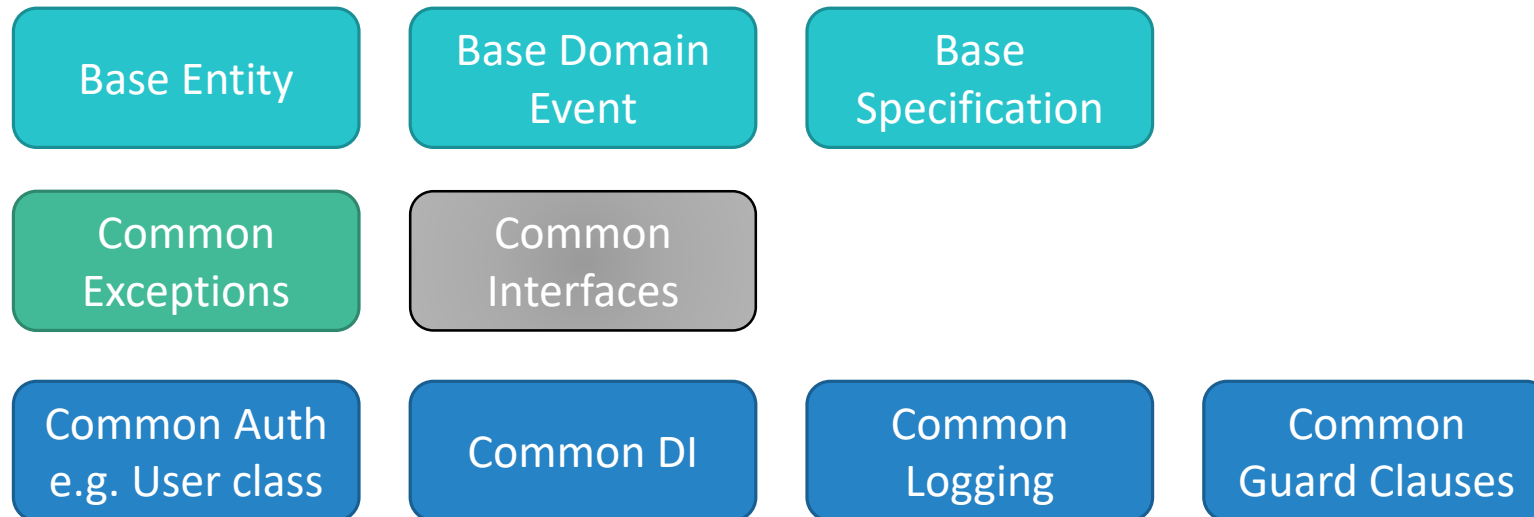 Base Entity
Base Domain
Event
Base
Specification
Common
Exceptions
Common
Interfaces
Common Auth
e.g. User class
Common DI
Common
Logging
Common
Guard Clauses